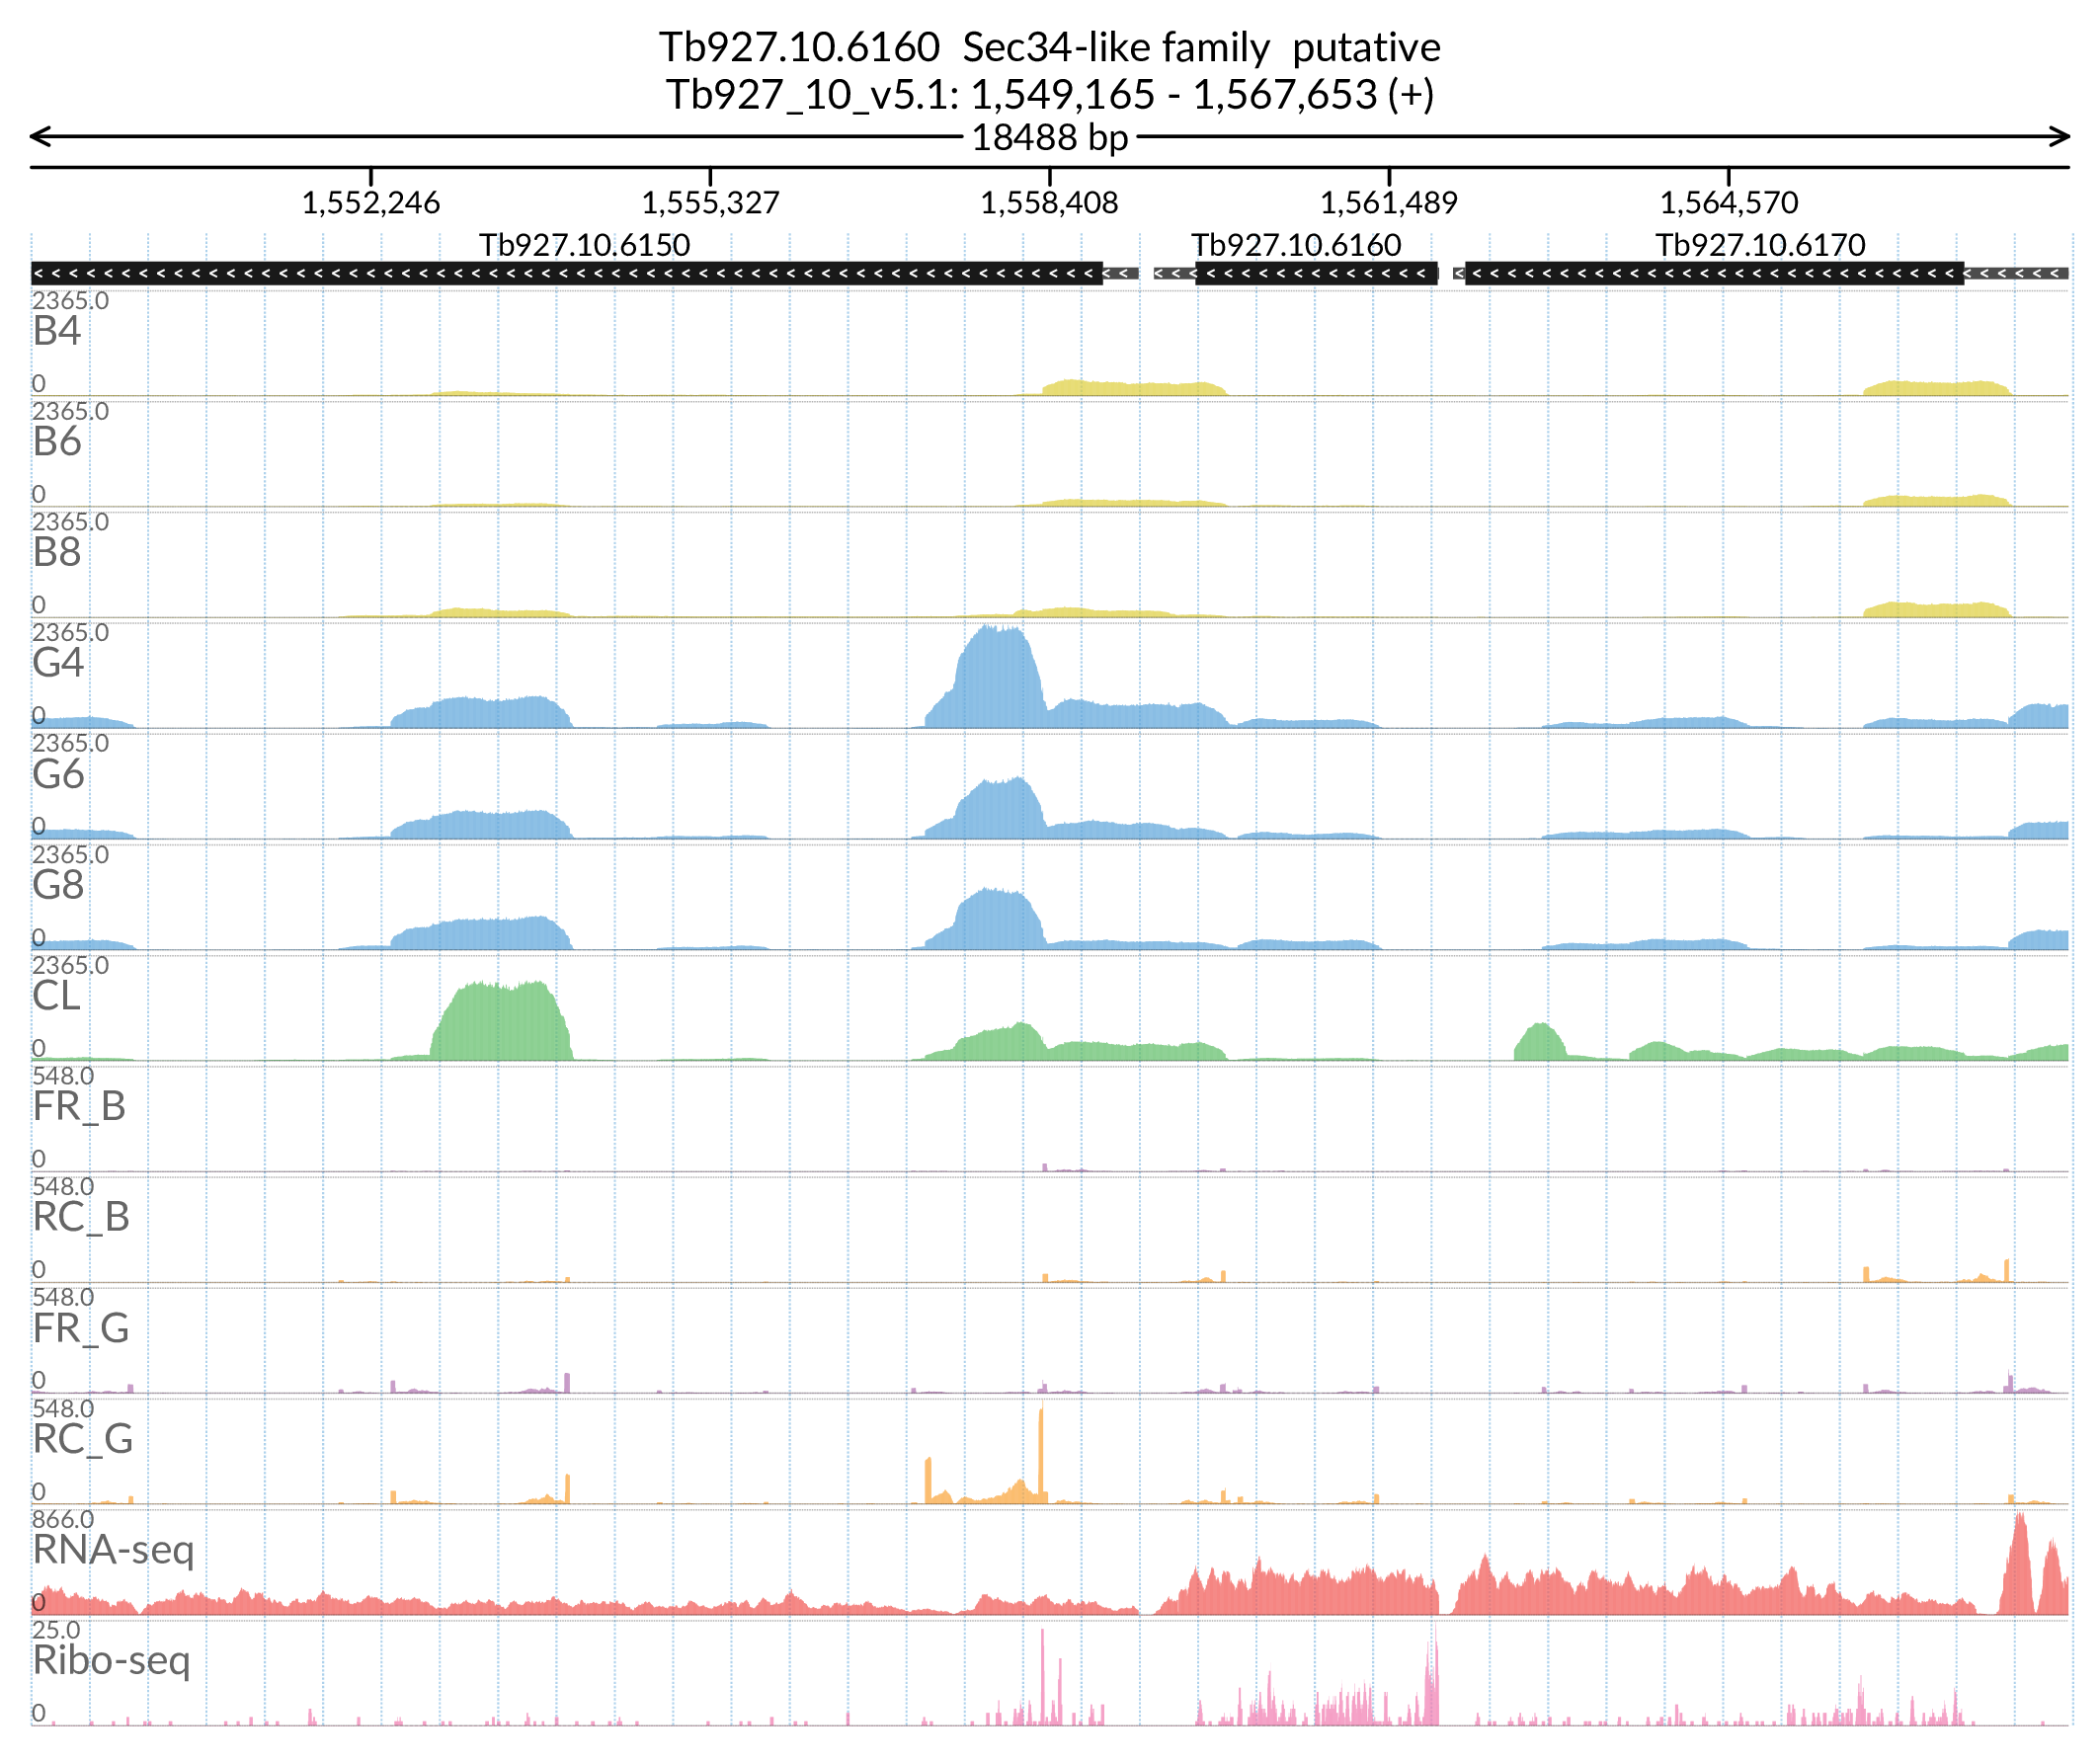 Tb927.10.6160 Sec34-like family putative
Tb927_10_v5.1: 1,549,165 - 1,567,653 (+)
18488 bp
1,552,246 1,555,327 1,558,408 1,561,489 1,564,570
Tb927.10.6150 Tb927.10.6160 Tb927.10.6170
2365.0
B4
0
2365.0
B6
0
2365.0
B8
0
2365.0
G4
0
2365.0
G6
0
2365.0
G8
0
2365.0
CL
0
548.0
FR_B
0
548.0
RC_B
0
548.0
FR_G
0
548.0
RC_G
0
866.0
RNA-seq
0
25.0
Ribo-seq
0